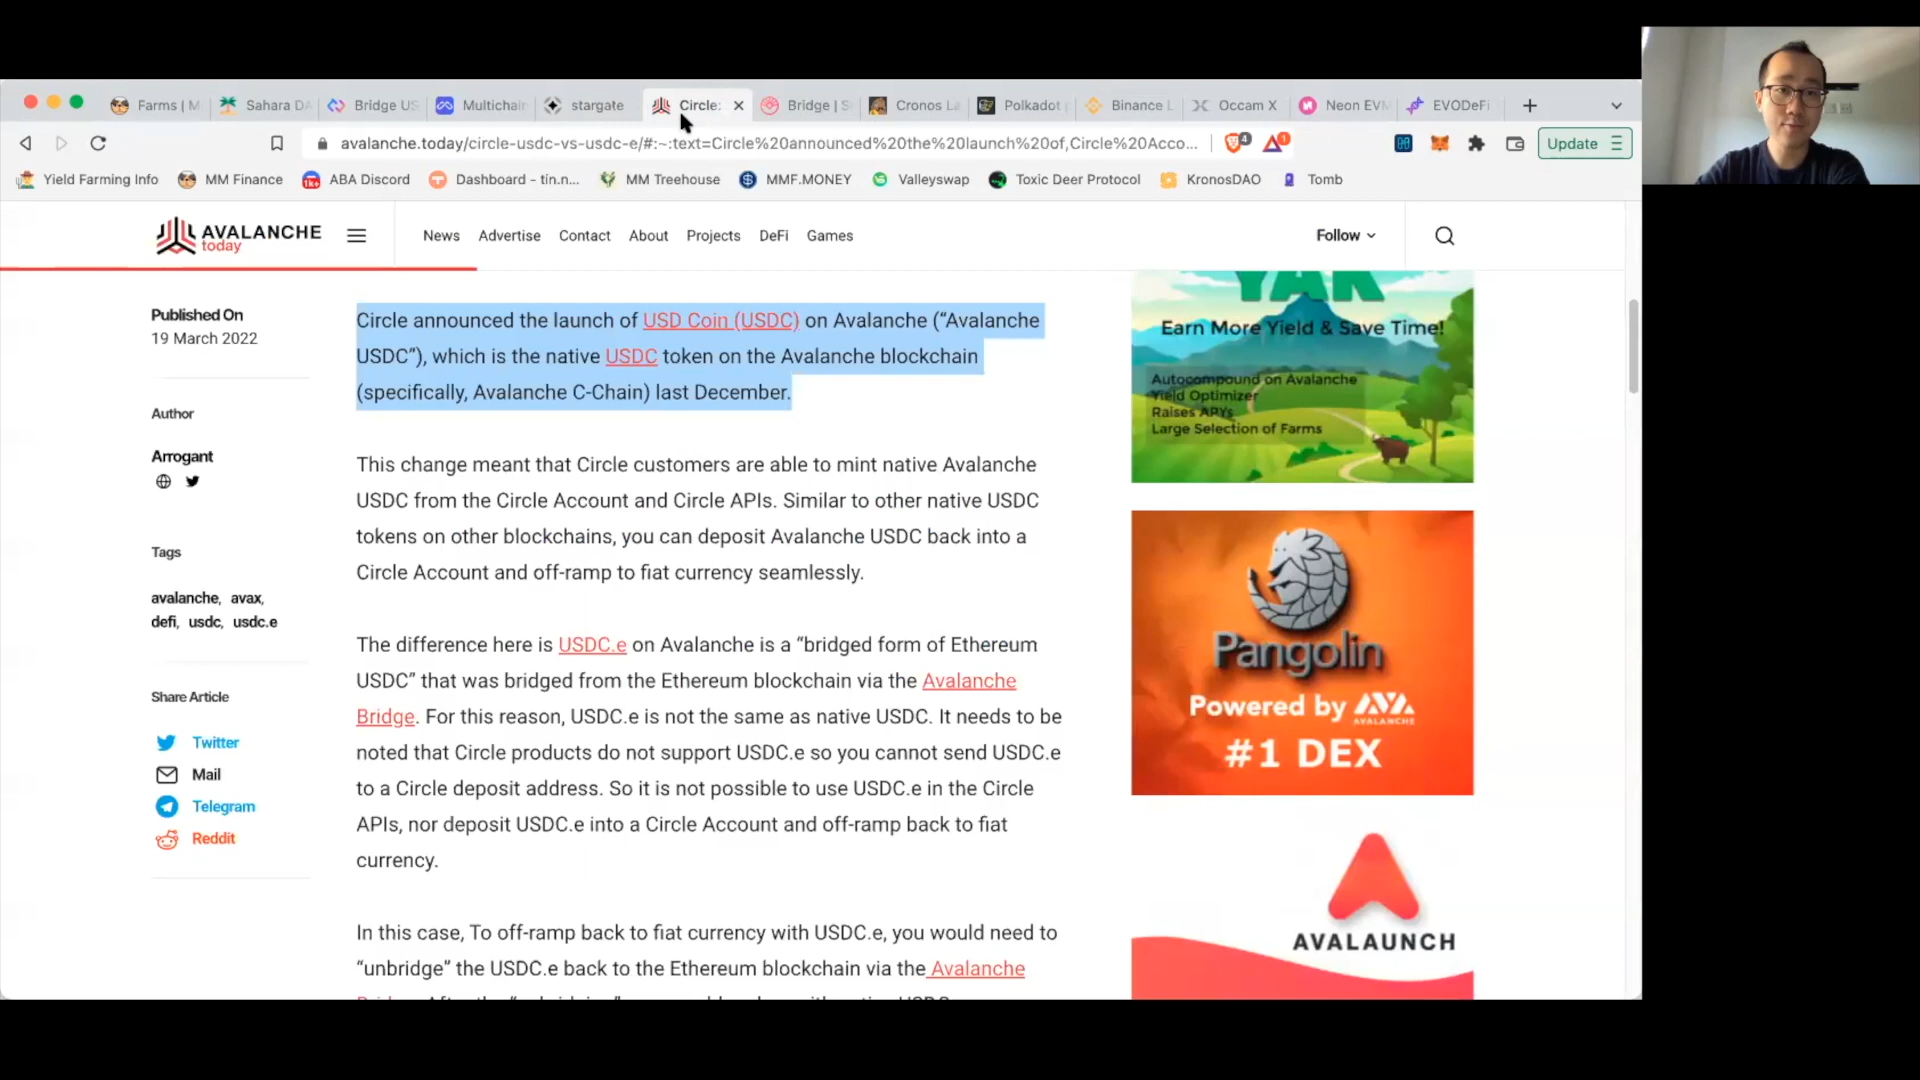 Farms | M
Sahara DA
Bridge US
Multichain
stargate
Circle:
Bridge | S
Cronos La
Polkadot
Binance L
Occam X
Neon EVM
EVODeFi
avalanche.today/circle-usdc-vs-usdc-e/#:~:text=Circle%20announced%20the%20launch%20of,Circle%20Acco...
4
1
Update
Yield Farming Info
MM Finance
1k+
ABA Discord
Dashboard - tin.n...
MM Treehouse
MMF.MONEY
Valleyswap
Toxic Deer Protocol
KronosDAO
Tomb
AVALANCHE
today
News
Advertise
Contact
About
Projects
DeFi
Games
Follow
Published On
19 March 2022
Author
Arrogant
Tags
avalanche, avax,
defi, usdc, usdc.e
Share Article
Twitter
Mail
Telegram
Reddit
Circle announced the launch of USD Coin (USDC) on Avalanche (“Avalanche
USDC”), which is the native USDC token on the Avalanche blockchain
(specifically, Avalanche C-Chain) last December.
This change meant that Circle customers are able to mint native Avalanche
USDC from the Circle Account and Circle APIs. Similar to other native USDC
tokens on other blockchains, you can deposit Avalanche USDC back into a
Circle Account and off-ramp to fiat currency seamlessly.
The difference here is USDC.e on Avalanche is a “bridged form of Ethereum
USDC” that was bridged from the Ethereum blockchain via the Avalanche
Bridge. For this reason, USDC.e is not the same as native USDC. It needs to be
noted that Circle products do not support USDC.e so you cannot send USDC.e
to a Circle deposit address. So it is not possible to use USDC.e in the Circle
APIs, nor deposit USDC.e into a Circle Account and off-ramp back to fiat
currency.
In this case, To off-ramp back to fiat currency with USDC.e, you would need to
“unbridge” the USDC.e back to the Ethereum blockchain via the Avalanche
YAK
Earn More Yield & Save Time!
Autocompound on Avalanche
Yield Optimizer
Raises APYs
Large Selection of Farms
Pangolin
Powered by AVA
AVALANCHE
#1 DEX
AVALAUNCH